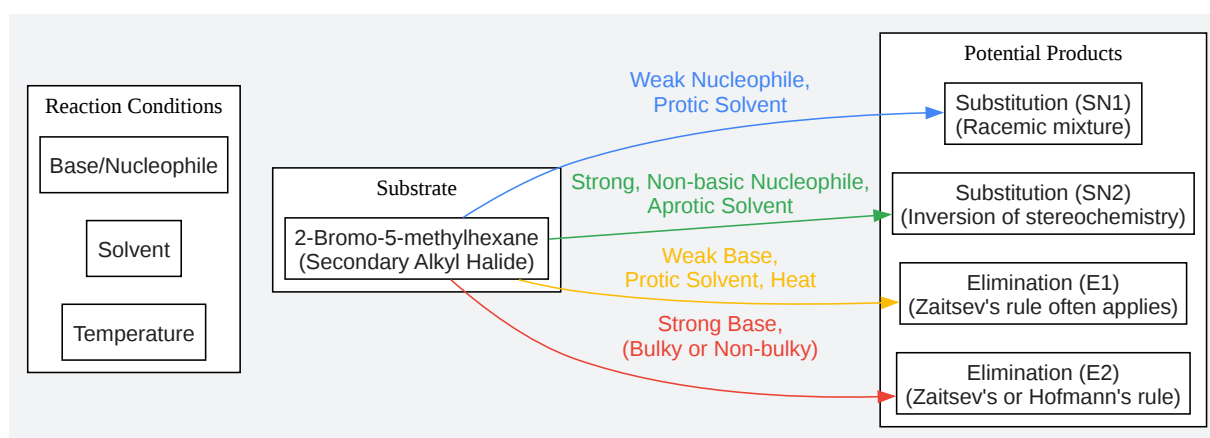 Reaction Conditions
Base/Nucleophile
Solvent
Temperature
Substrate
2-Bromo-5-methylhexane
(Secondary Alkyl Halide)
Weak Nucleophile,
Protic Solvent
Strong, Non-basic Nucleophile,
Aprotic Solvent
Weak Base,
Protic Solvent, Heat
Strong Base,
(Bulky or Non-bulky)
Potential Products
Substitution (SN1)
(Racemic mixture)
Substitution (SN2)
(Inversion of stereochemistry)
Elimination (E1)
(Zaitsev's rule often applies)
Elimination (E2)
(Zaitsev's or Hofmann's rule)